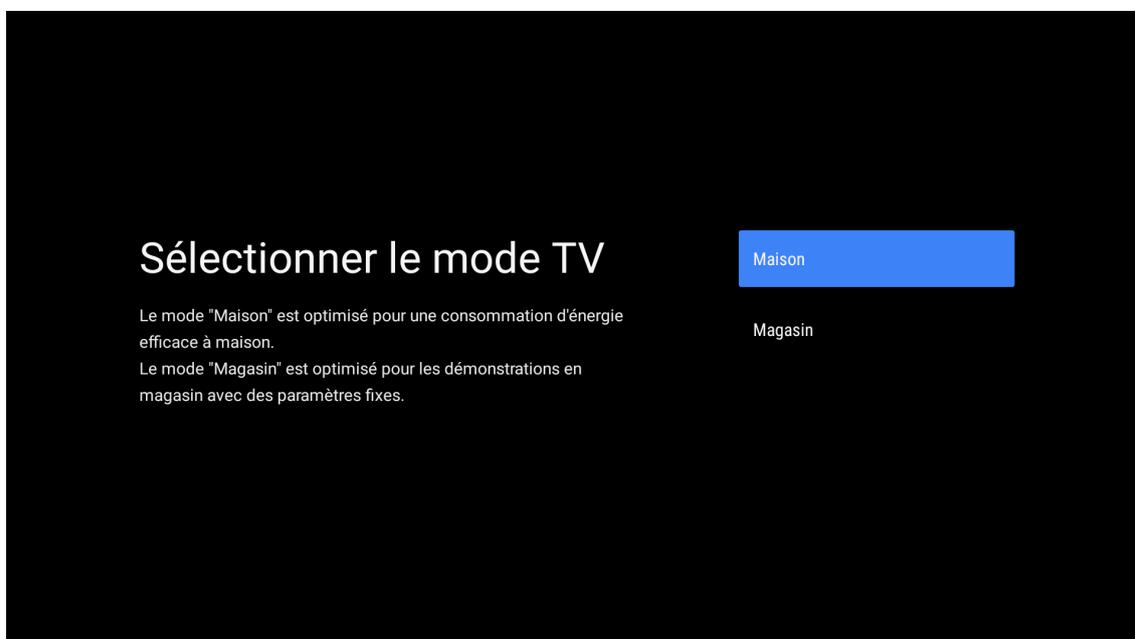 Sélectionner le mode TV
Le mode "Maison" est optimisé pour une consommation d'énergie
efficace à maison.
Le mode "Magasin" est optimisé pour les démonstrations en
magasin avec des paramètres fixes.
Maison
Magasin